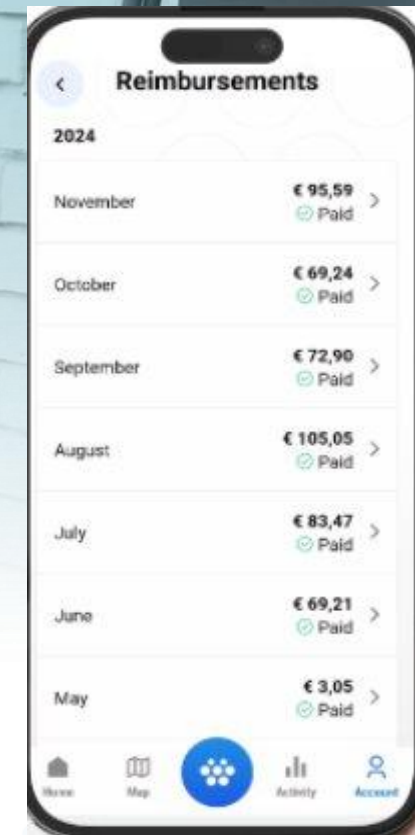 Reimbursements
2024
November
€ 95,59
Paid
October
€ 69,24
Paid
September
€ 72,90
Paid
August
€ 105,05
Paid
July
€ 83,47
Paid
June
€ 69,21
Paid
May
€ 3,05
Paid
Home
Map
Activity
Account